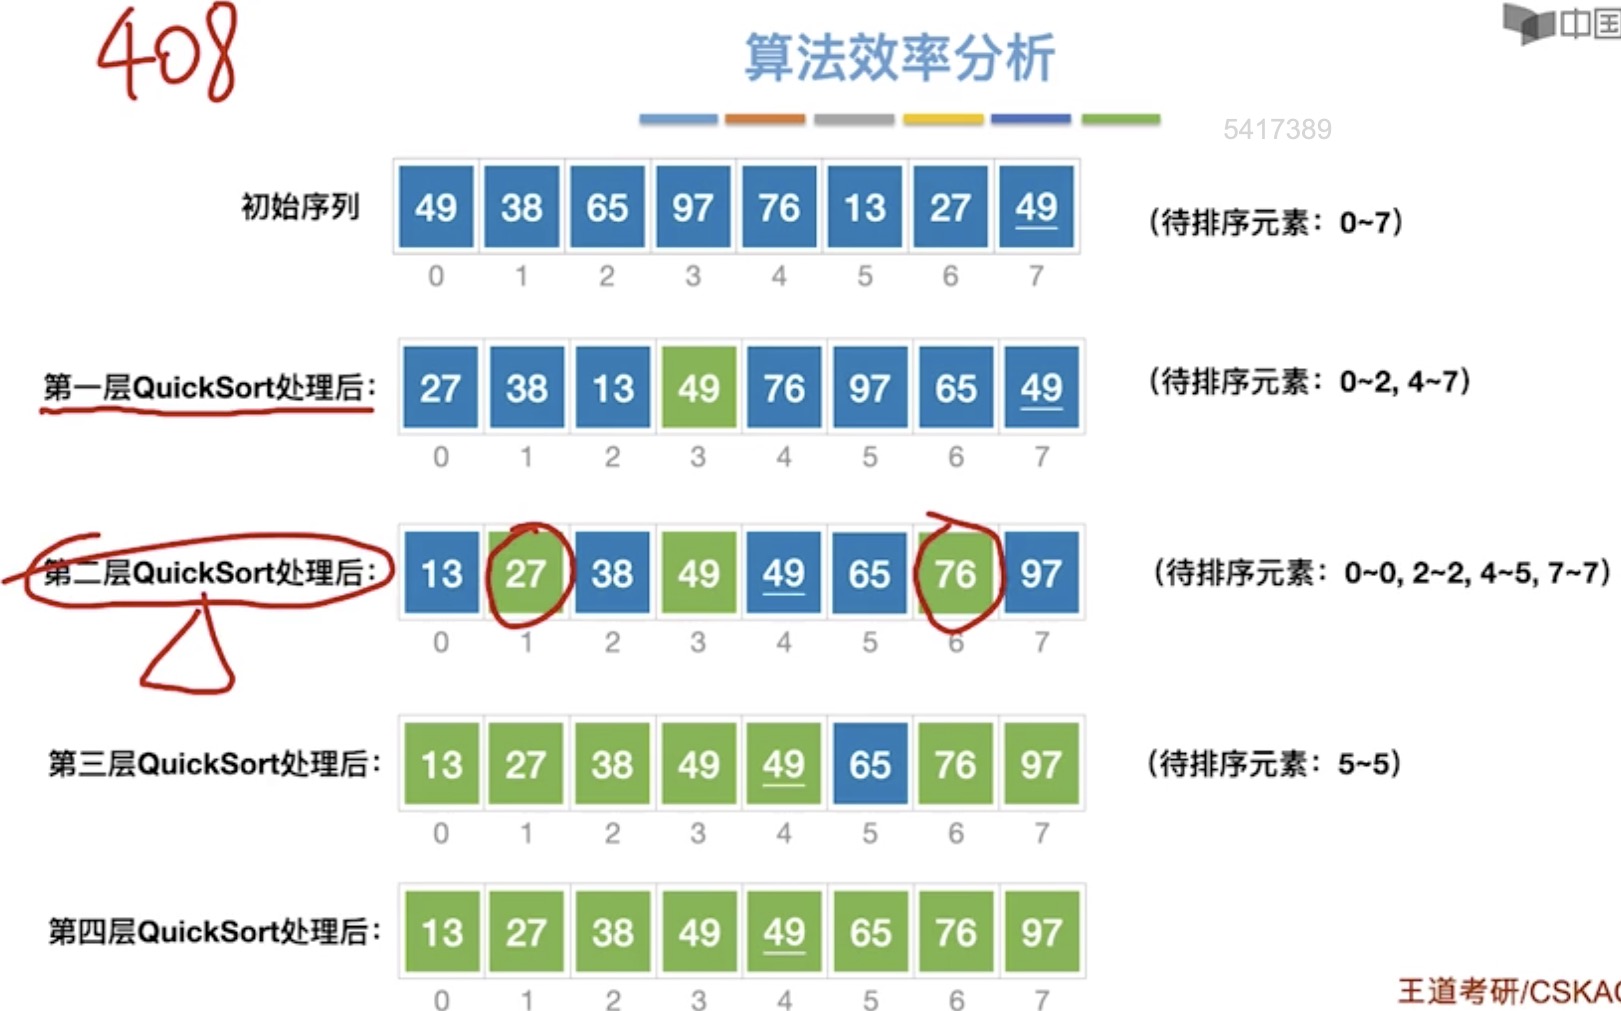 408
中国
算法效率分析
5417389
初始序列 49 38 65 97 76 13 27 49 (待排序元素：0~7)
0 1 2 3 4 5 6 7
第一层QuickSort处理后： 27 38 13 49 76 97 65 49 (待排序元素：0~2, 4~7)
0 1 2 3 4 5 6 7
第二层QuickSort处理后： 13 27 38 49 49 65 76 97 (待排序元素：0~0, 2~2, 4~5, 7~7)
0 1 2 3 4 5 6 7
第三层QuickSort处理后： 13 27 38 49 49 65 76 97 (待排序元素：5~5)
0 1 2 3 4 5 6 7
第四层QuickSort处理后： 13 27 38 49 49 65 76 97
0 1 2 3 4 5 6 7
王道考研/CSKAO